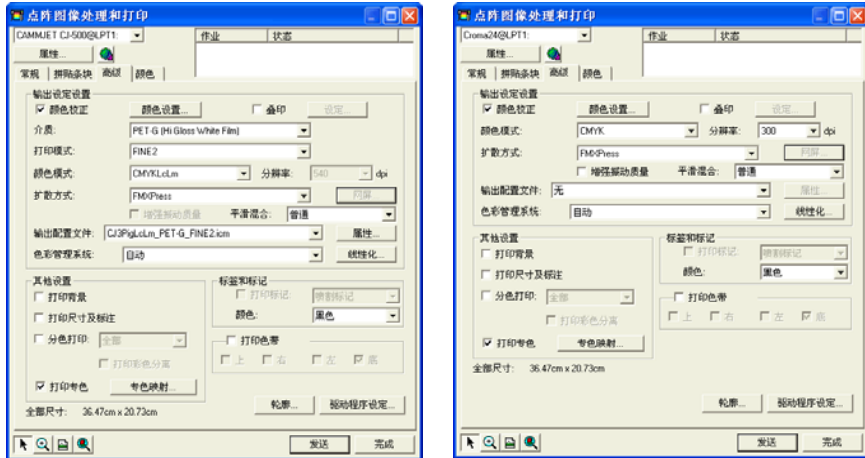 点阵图像处理和打印
CAMMJET CJ-500@LPT1:
作业 状态
属性...
常规 拼贴条块 高级 颜色
输出设定设置
颜色校正 颜色设置... 叠印 设定...
介质: PET-G (Hi Gloss White Film)
打印模式: FINE2
颜色模式: CMYKLcLm 分辨率: 540 dpi
扩散方式: FMXPress 网屏...
增强振动质量 平滑混合: 普通
输出配置文件: CJ3PigLcLm_PET-G_FINE2.icm 属性...
色彩管理系统: 自动 线性化...
其他设置 标签和标记
打印背景 打印标记: 喷割标记
打印尺寸及标注 颜色: 黑色
分色打印: 全部 打印色带
打印彩色分离 上 右 左 底
打印专色 专色映射...
全部尺寸: 36.47cm x 20.73cm 轮廓... 驱动程序设定...
发送 完成
点阵图像处理和打印
Croma24@LPT1:
作业 状态
属性...
常规 拼贴条块 高级 颜色
输出设定设置
颜色校正 颜色设置... 叠印 设定...
颜色模式: CMYK 分辨率: 300 dpi
扩散方式: FMXPress 网屏...
增强振动质量 平滑混合: 普通
输出配置文件: 无 属性...
色彩管理系统: 自动 线性化...
其他设置 标签和标记
打印背景 打印标记: 喷割标记
打印尺寸及标注 颜色: 黑色
分色打印: 全部 打印色带
打印彩色分离 上 右 左 底
打印专色 专色映射...
全部尺寸: 36.47cm x 20.73cm
轮廓... 驱动程序设定...
发送 完成